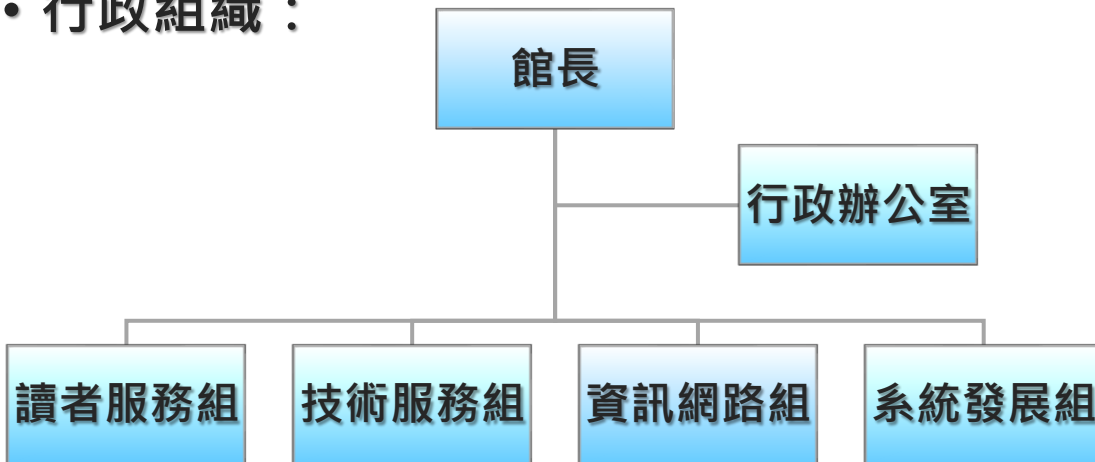 • 行政組織：
館長
行政辦公室
讀者服務組
技術服務組
資訊網路組
系統發展組